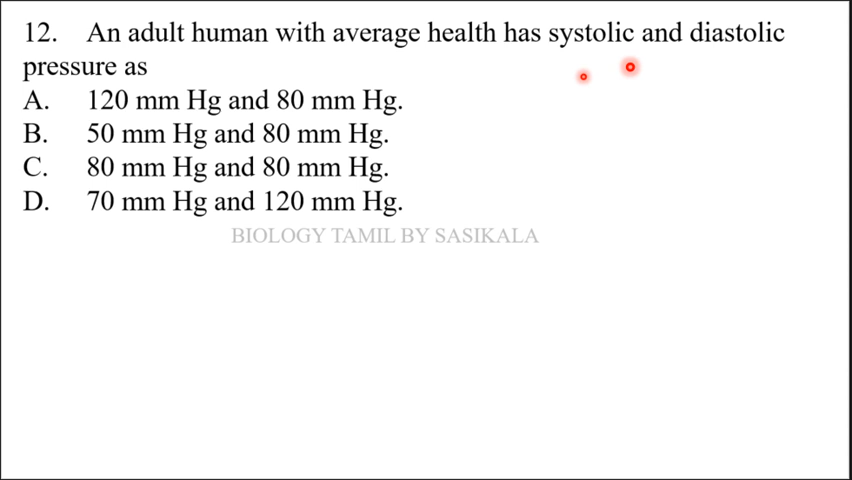 12. An adult human with average health has systolic and diastolic
pressure as
A. 120 mm Hg and 80 mm Hg.
B. 50 mm Hg and 80 mm Hg.
C. 80 mm Hg and 80 mm Hg.
D. 70 mm Hg and 120 mm Hg.
BIOLOGY TAMIL BY SASIKALA